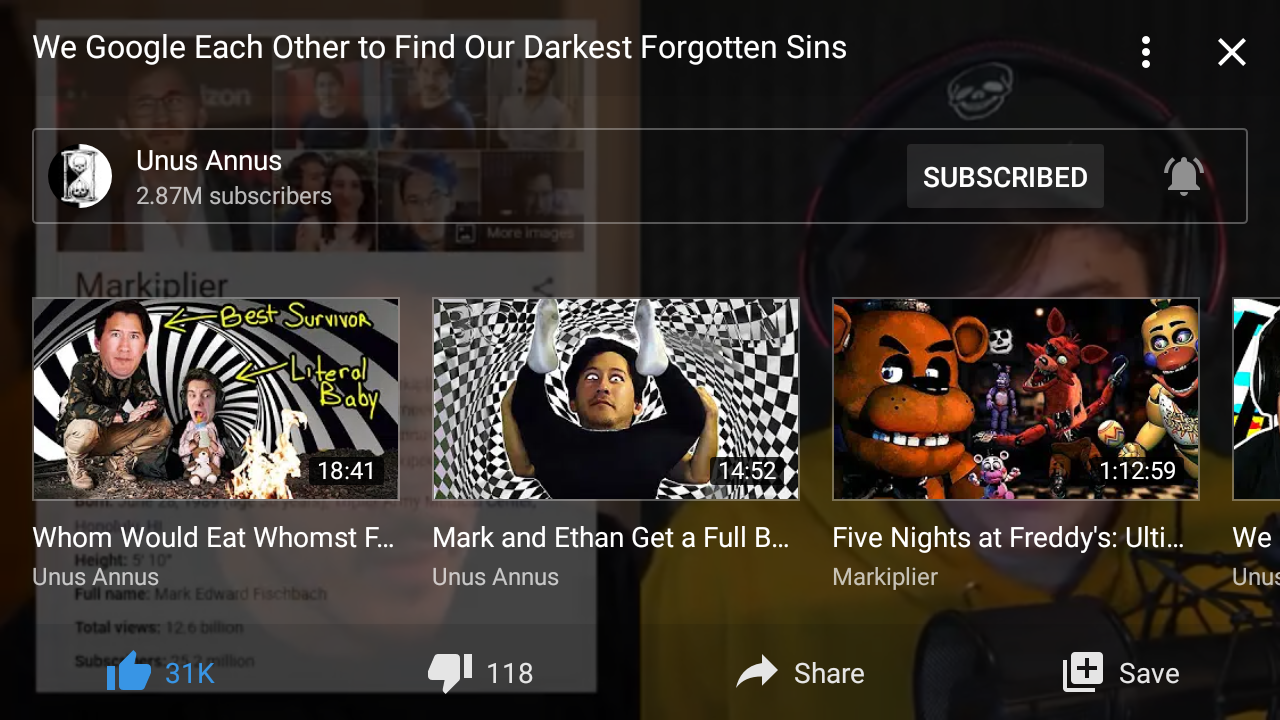 We Google Each Other to Find Our Darkest Forgotten Sins
Unus Annus
2.87M subscribers
SUBSCRIBED
More images
Markiplier
BEST SURVIVOR
Literal
Baby
18:41
14:52
1:12:59
Whom Would Eat Whomst F...
Unus Annus
Mark and Ethan Get a Full B...
Unus Annus
Five Nights at Freddy's: Ulti...
Markiplier
We
Unus
Height: 5' 10"
Full name: Mark Edward Fischbach
Total views: 12.6 billion
31K
118
Share
Save